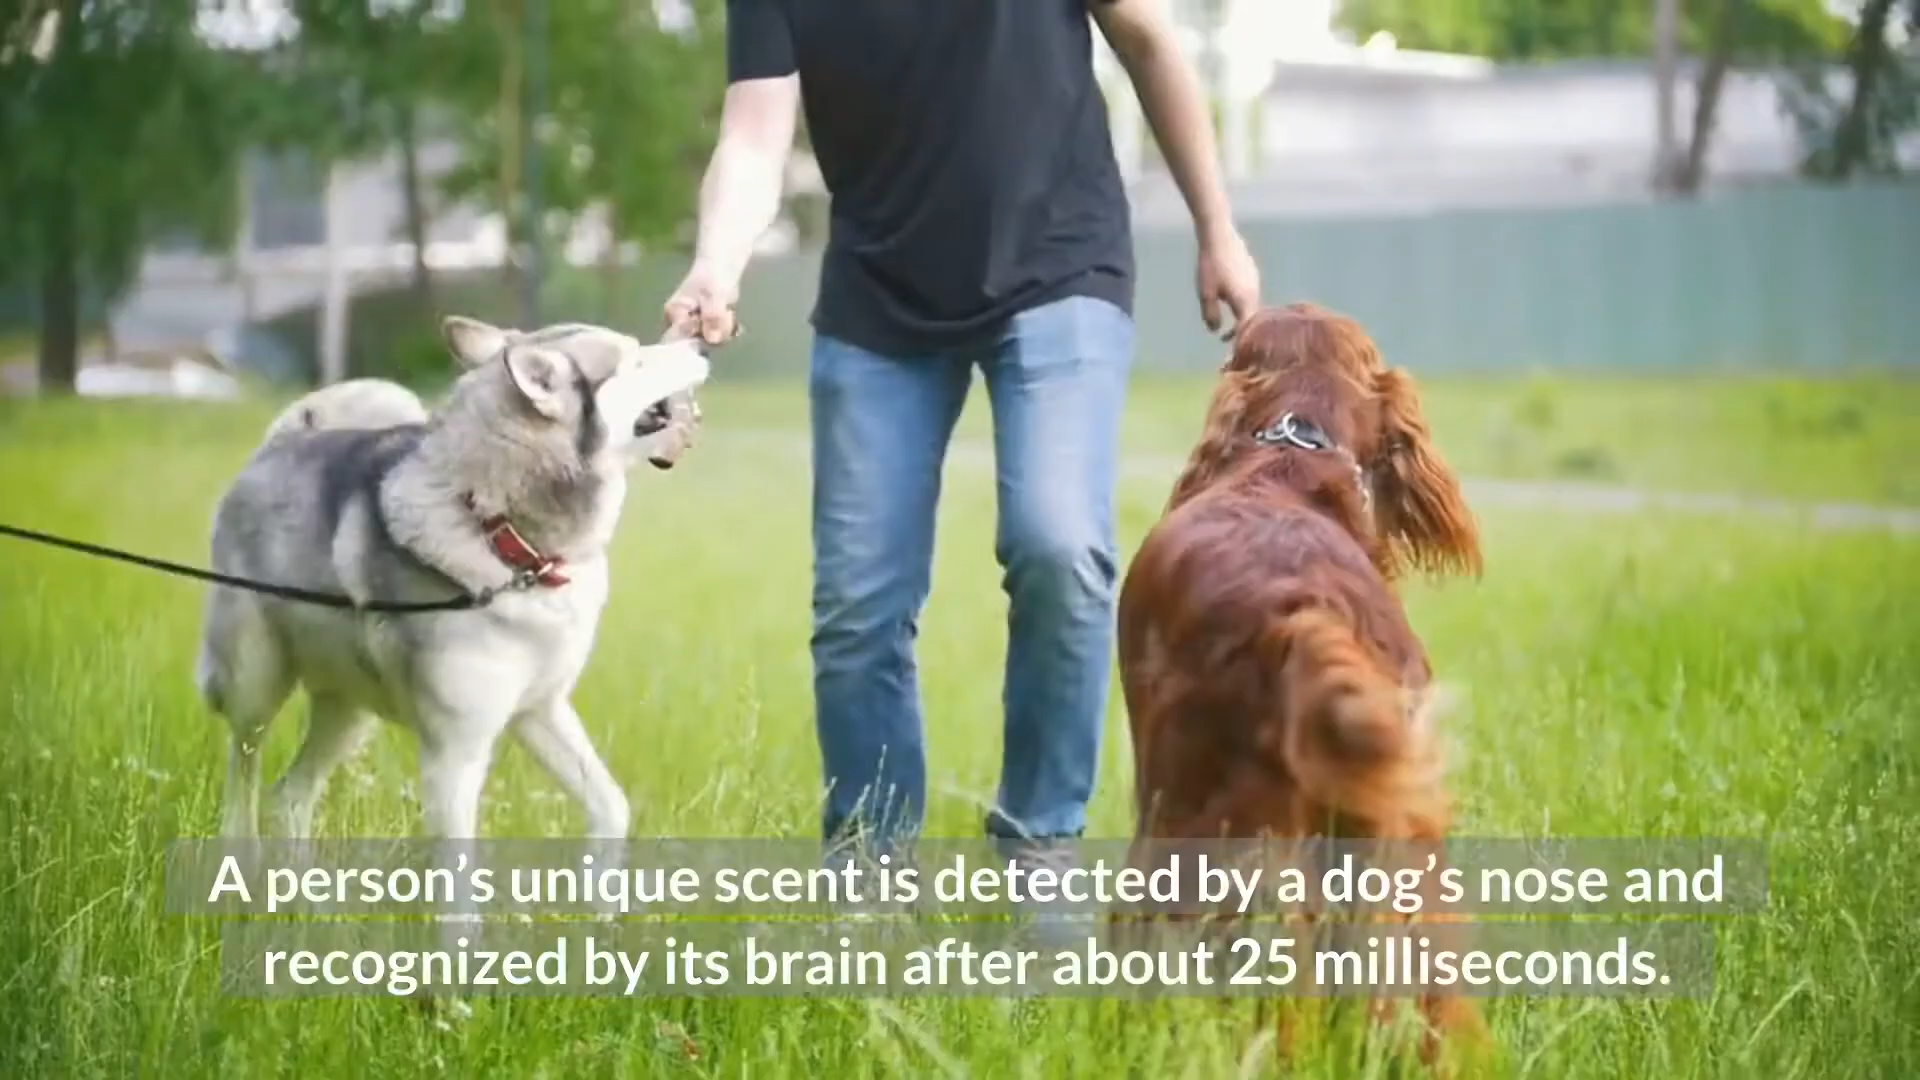 A person’s unique scent is detected by a dog’s nose and
recognized by its brain after about 25 milliseconds.